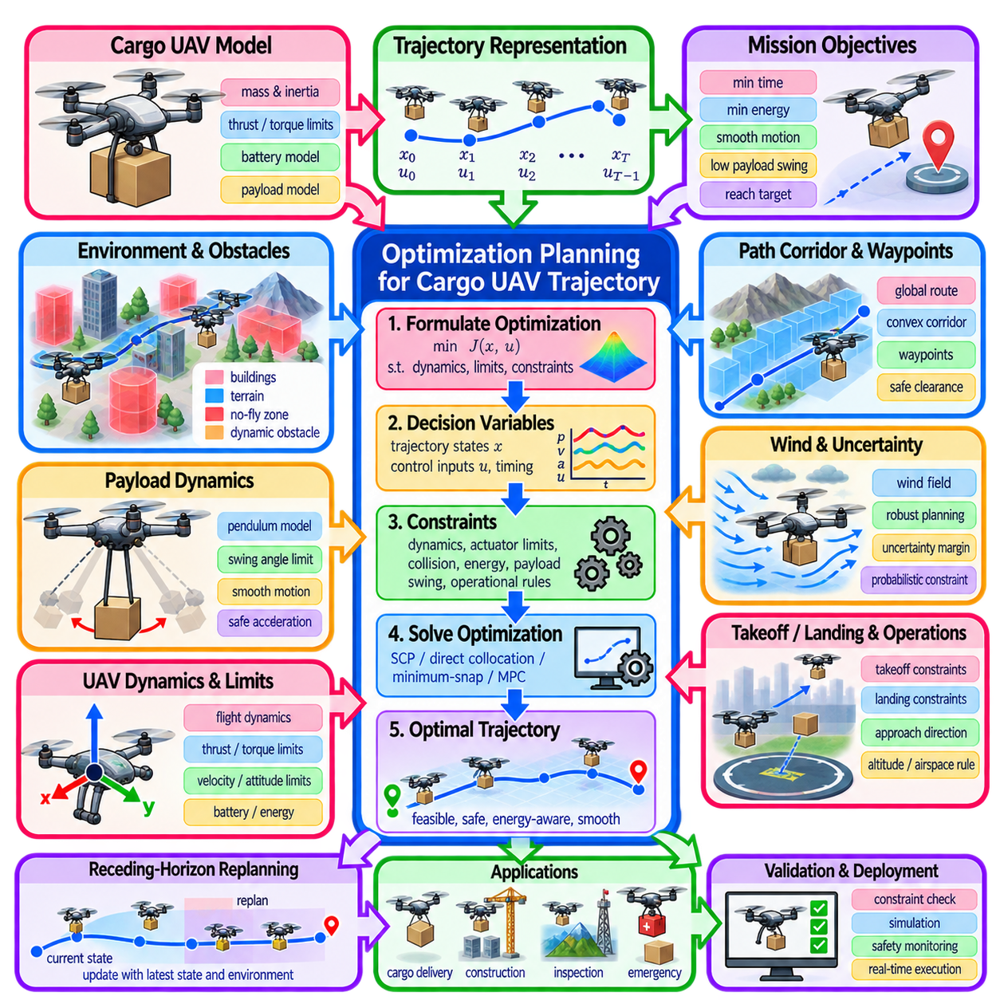 Cargo UAV Model
mass & inertia
thrust / torque limits
battery model
payload model
Trajectory Representation
x0 x1 x2 ••• xT
u0 u1 u2 uT−1
Mission Objectives
min time
min energy
smooth motion
low payload swing
reach target
Environment & Obstacles
buildings
terrain
no-fly zone
dynamic obstacle
Optimization Planning
for Cargo UAV Trajectory
1. Formulate Optimization
min J(x, u)
s.t. dynamics, limits, constraints
2. Decision Variables
trajectory states x
control inputs u, timing
p
v
a
u
t
3. Constraints
dynamics, actuator limits,
collision, energy, payload
swing, operational rules
4. Solve Optimization
SCP / direct collocation /
minimum-snap / MPC
5. Optimal Trajectory
feasible, safe, energy-aware, smooth
Path Corridor & Waypoints
global route
convex corridor
waypoints
safe clearance
Payload Dynamics
pendulum model
swing angle limit
smooth motion
safe acceleration
Wind & Uncertainty
wind field
robust planning
uncertainty margin
probabilistic constraint
UAV Dynamics & Limits
x
y
flight dynamics
thrust / torque limits
velocity / attitude limits
battery / energy
Takeoff / Landing & Operations
takeoff constraints
landing constraints
approach direction
altitude / airspace rule
Receding-Horizon Replanning
replan
current state
update with latest state and environment
Applications
cargo delivery
construction
inspection
emergency
Validation & Deployment
constraint check
simulation
safety monitoring
real-time execution